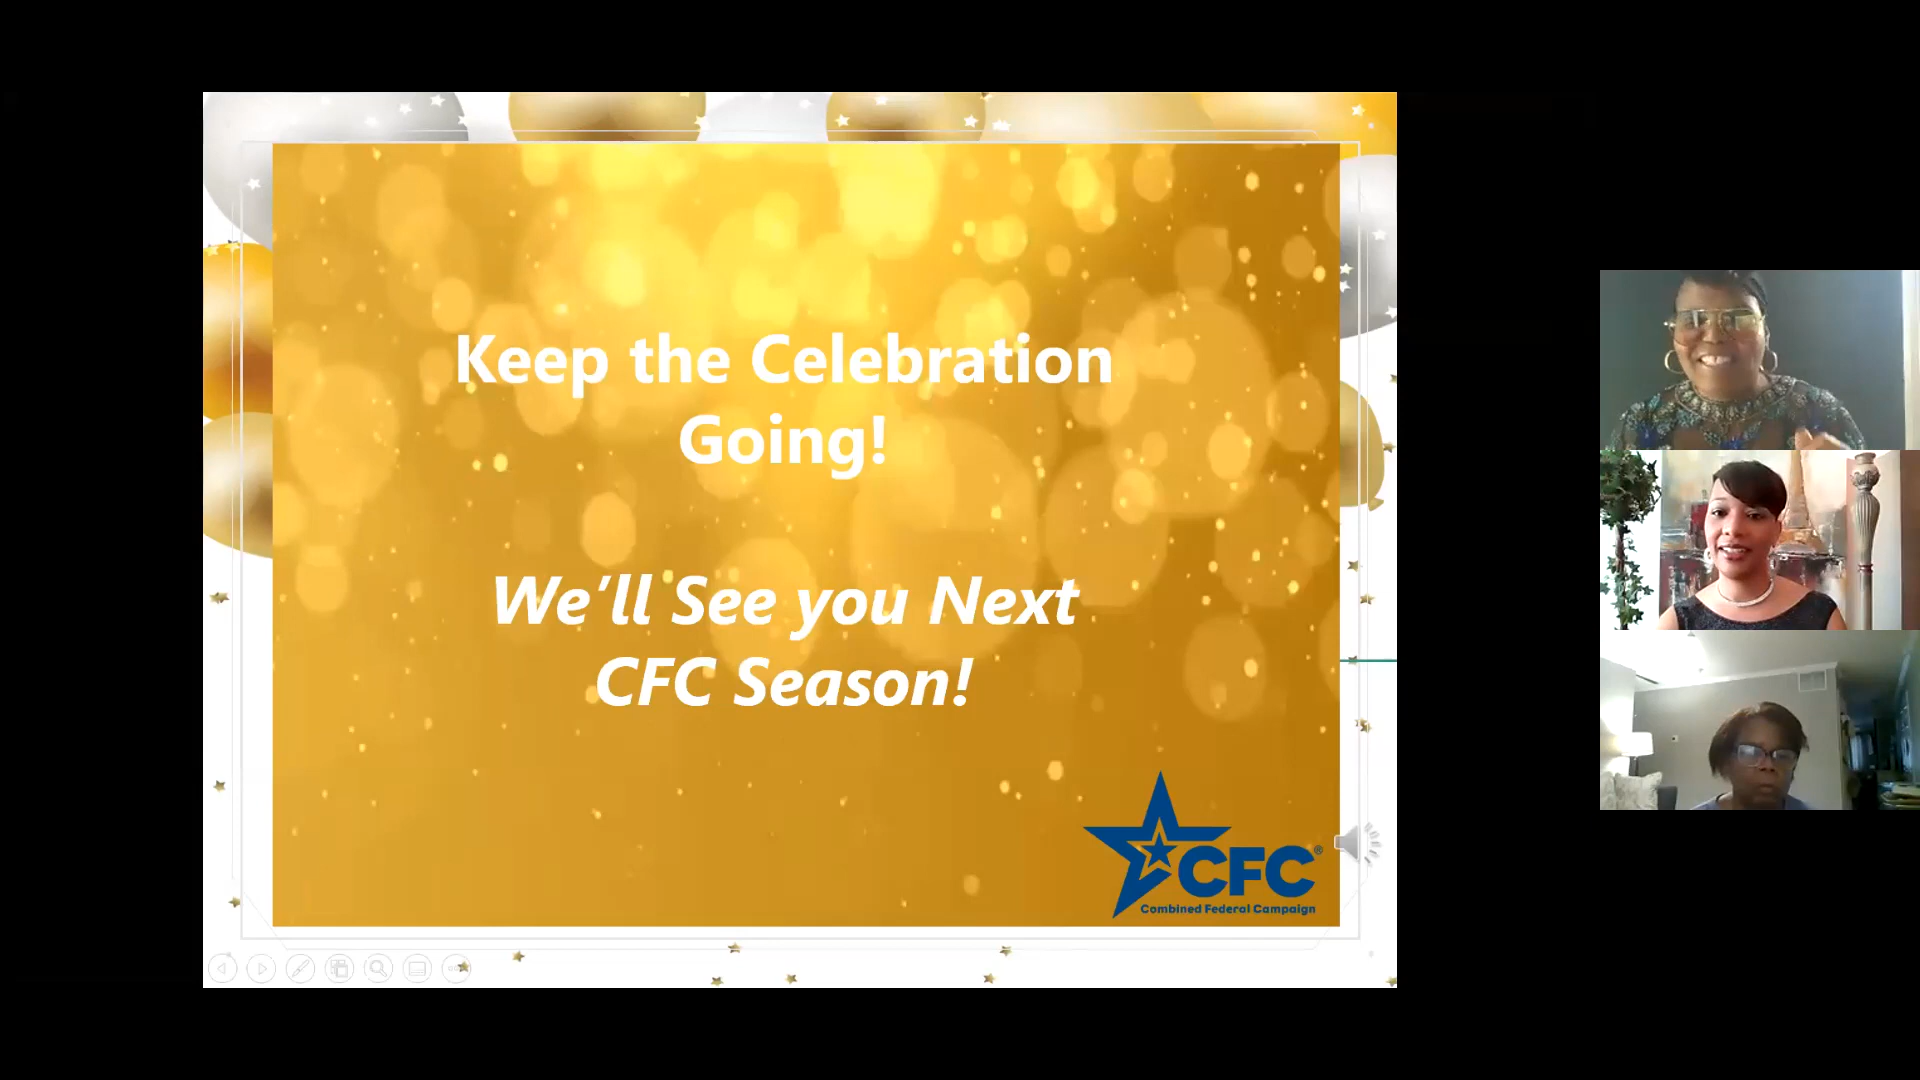 Keep the Celebration
Going!
We’ll See you Next
CFC Season!
CFC®
Combined Federal Campaign